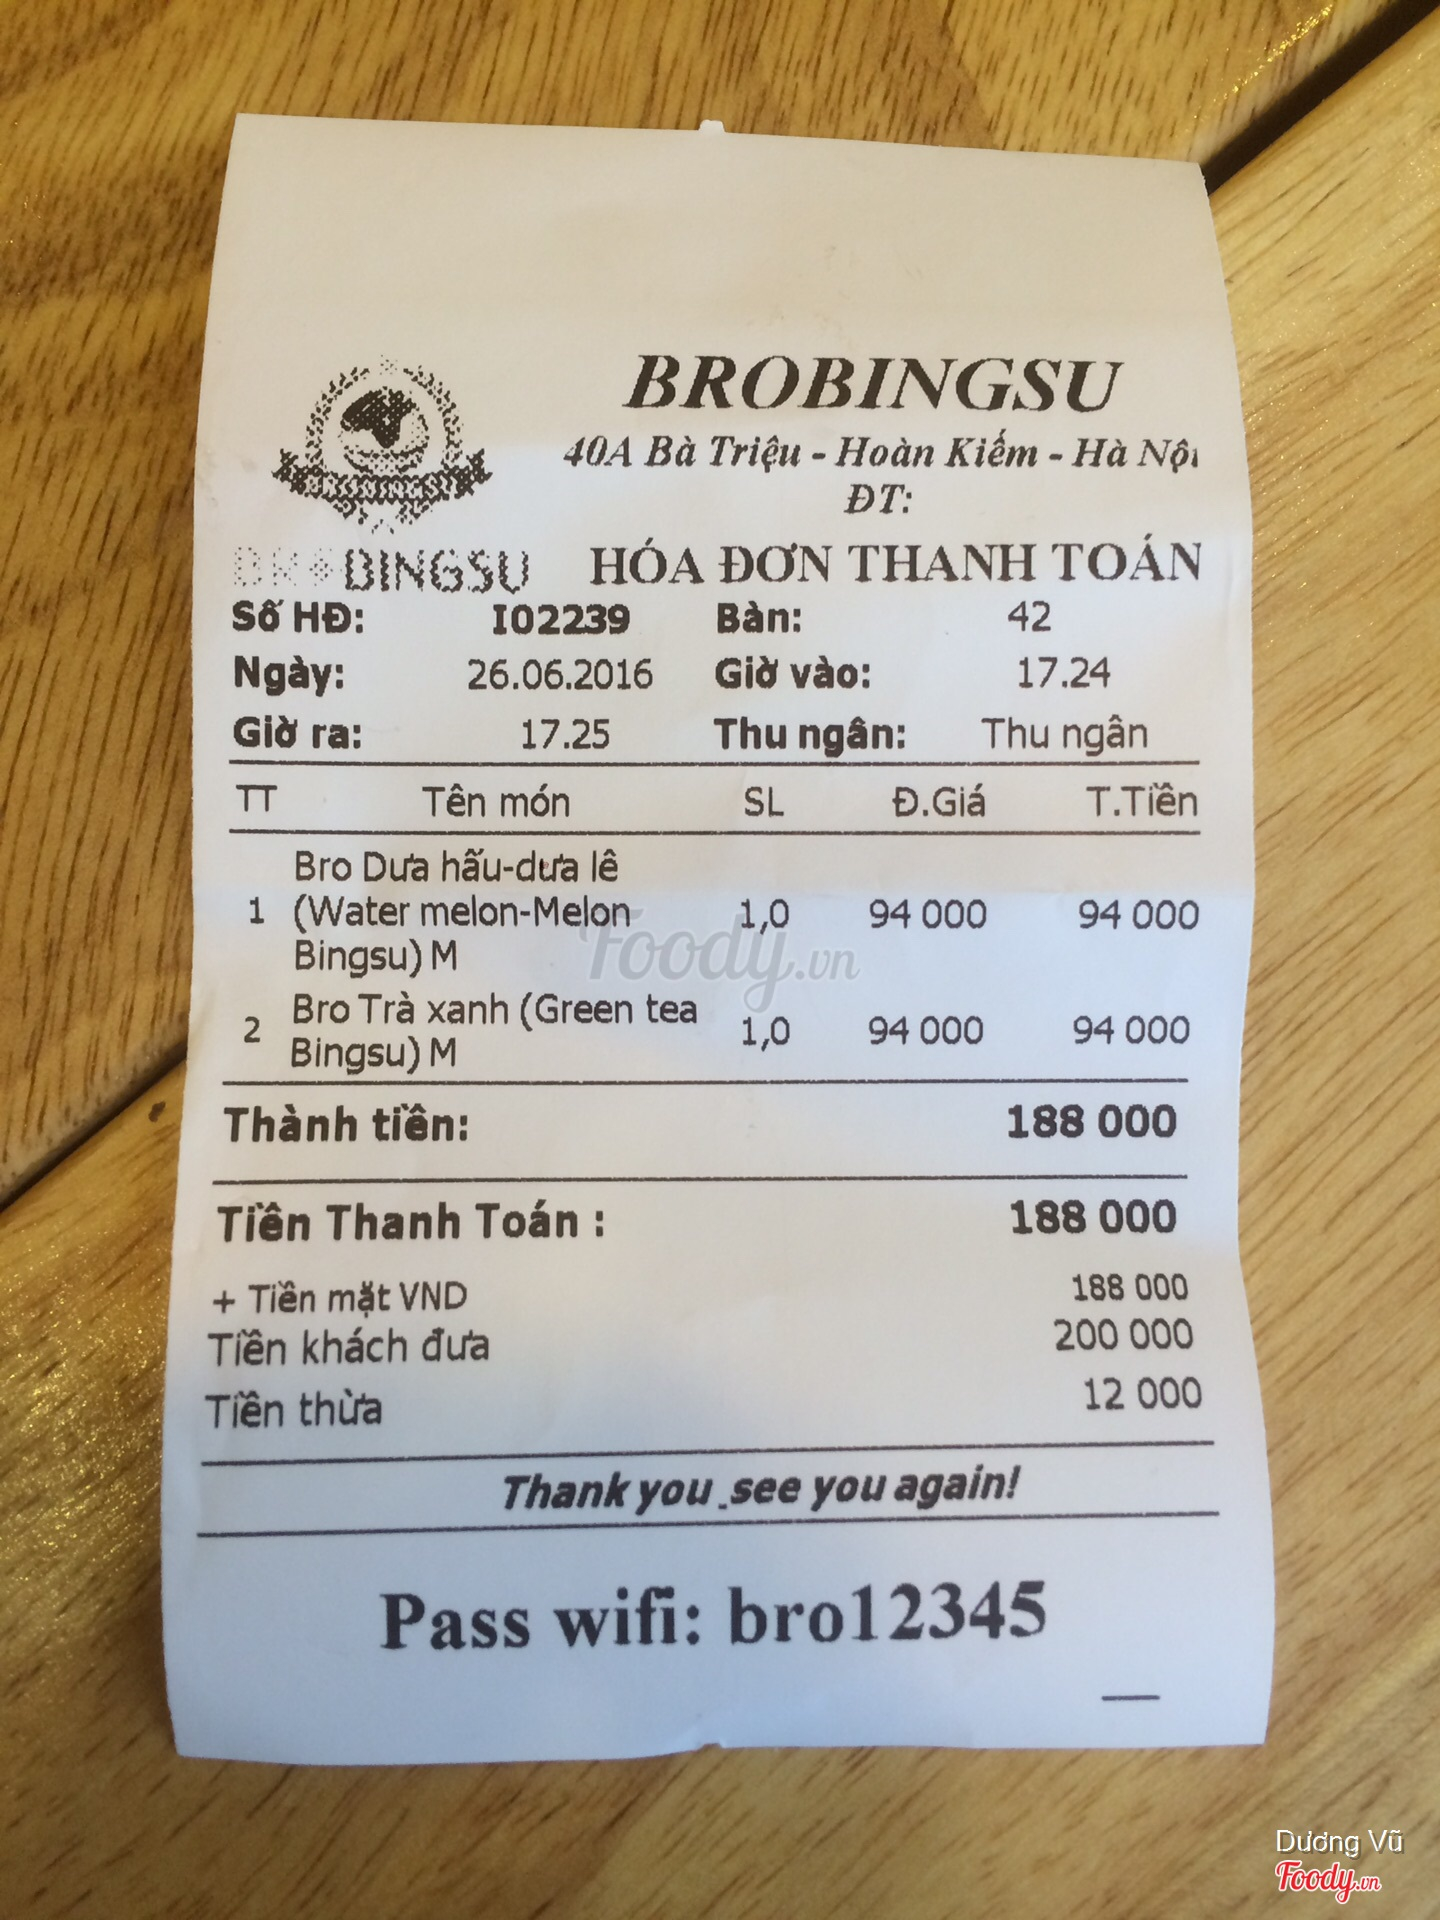 BROBINGSU
40A Bà Triệu - Hoàn Kiếm - Hà Nội
ĐT:
BROBINGSU
BINGSU HÓA ĐƠN THANH TOÁN
Số HĐ: I02239 Bàn: 42
Ngày: 26.06.2016 Giờ vào: 17.24
Giờ ra: 17.25 Thu ngân: Thu ngân
TT Tên món SL Đ.Giá T.Tiền
Bro Dưa hấu-dưa lê
1 (Water melon-Melon 1,0 94 000 94 000
Bingsu) M
Foody.vn
Bro Trà xanh (Green tea
2 1,0 94 000 94 000
Bingsu) M
Thành tiền: 188 000
Tiền Thanh Toán : 188 000
+ Tiền mặt VND 188 000
Tiền khách đưa 200 000
Tiền thừa 12 000
Thank you .see you again!
Pass wifi: bro12345
Dương Vũ
Foody.vn